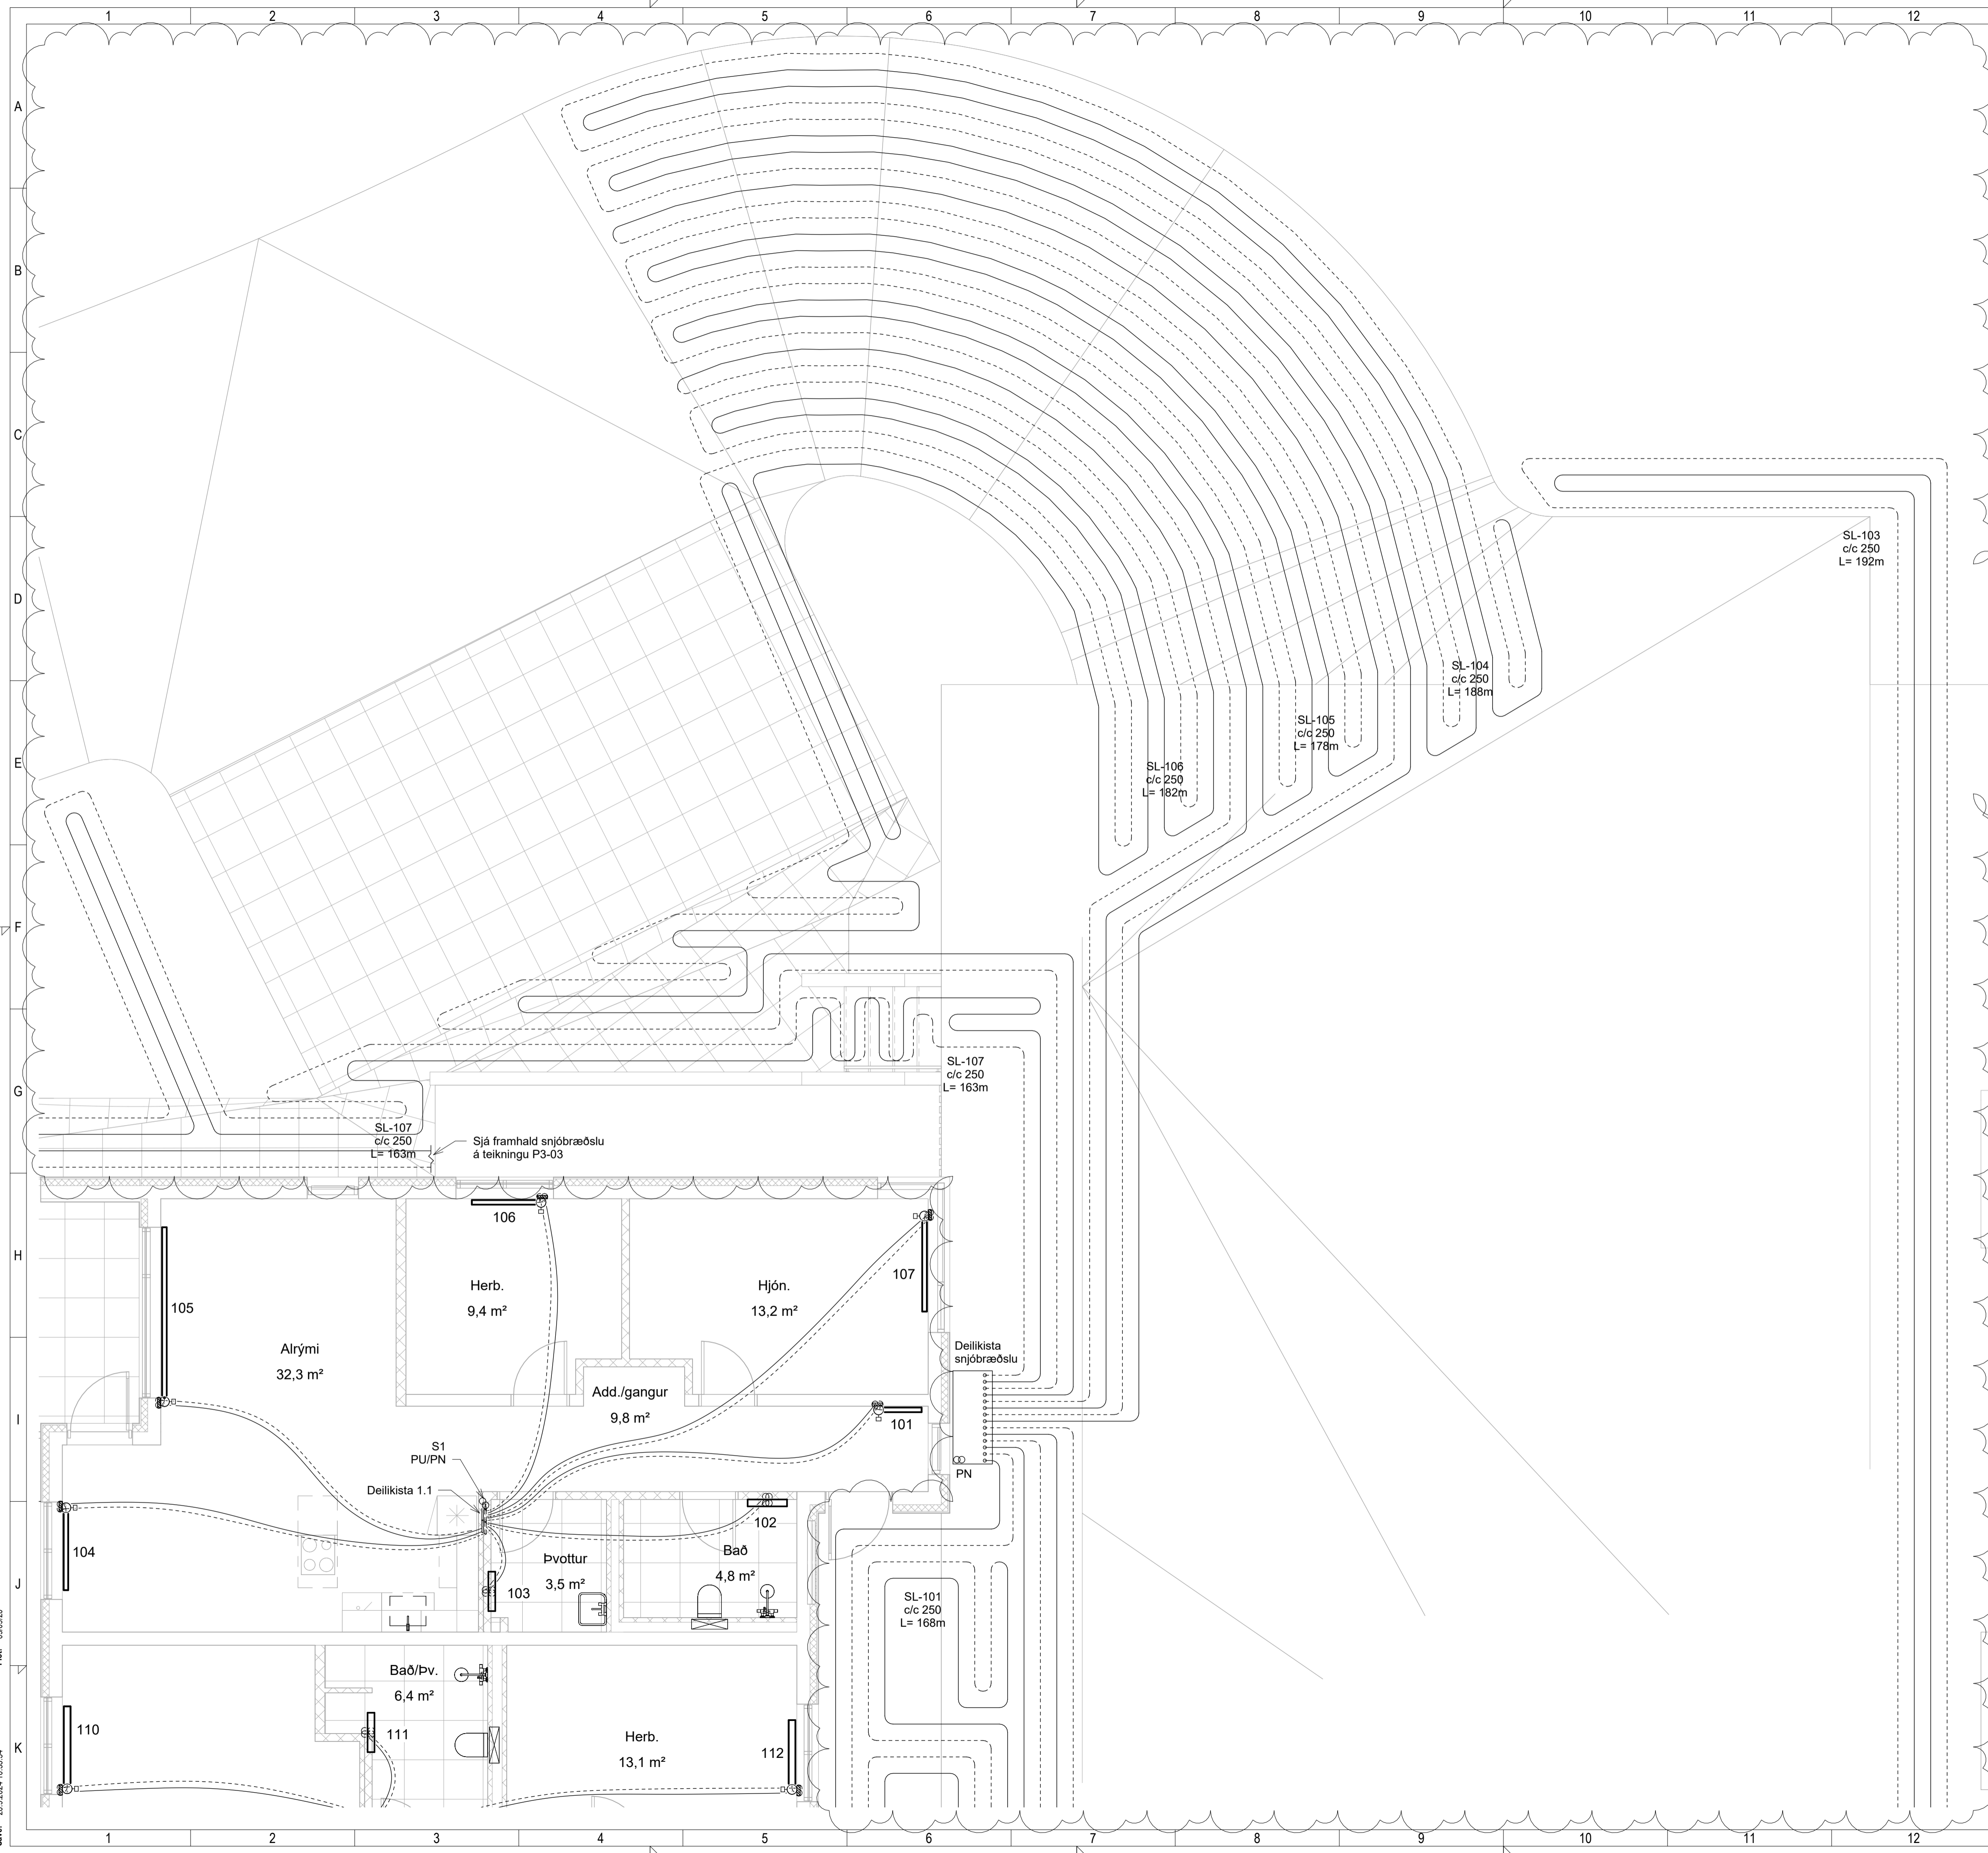 1 2 3 4 5 6 7 8 9 10 11 12
A
B
C
D
E
F
G
H
I
J
K
SL-103
c/c 250
L= 192m
SL-104
c/c 250
L= 188m
SL-105
c/c 250
L= 178m
SL-106
c/c 250
L= 182m
SL-107
c/c 250
L= 163m
SL-107
c/c 250
L= 163m
Sjá framhald snjóbræðslu
á teikningu P3-03
106
107
105
Herb.
9,4 m²
Hjón.
13,2 m²
Alrými
32,3 m²
Deilikista
snjóbræðslu
Add./gangur
9,8 m²
101
S1
PU/PN
PN
Deilikista 1.1
102
104
Þvottur
3,5 m²
Bað
4,8 m²
103
SL-101
c/c 250
L= 168m
Bað/Þv.
6,4 m²
110
111
Herb.
13,1 m²
112
1 2 3 4 5 6 7 8 9 10 11 12